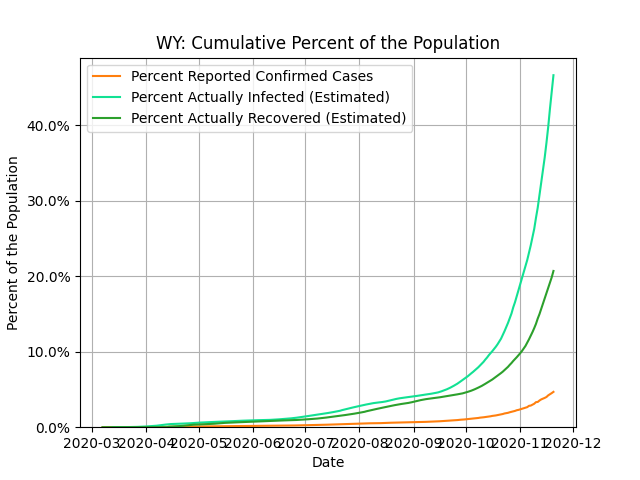 WY: Cumulative Percent of the Population
Percent Reported Confirmed Cases
Percent Actually Infected (Estimated)
Percent Actually Recovered (Estimated)
Percent of the Population
40.0%
30.0%
20.0%
10.0%
0.0%
2020-03 2020-04 2020-05 2020-06 2020-07 2020-08 2020-09 2020-10 2020-11 2020-12
Date